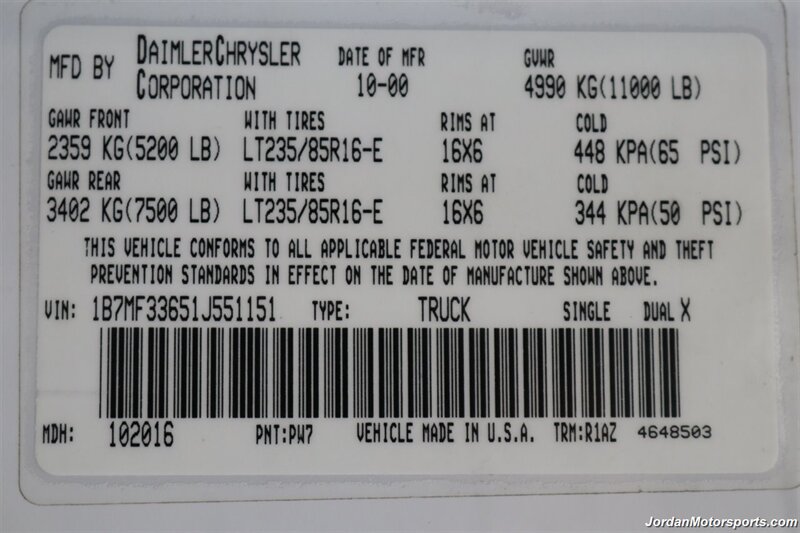 MFD BY DAIMLERCHRYSLER CORPORATION DATE OF MFR 10-00 GVWR 4990 KG(11000 LB)
GAWR FRONT WITH TIRES RIMS AT COLD
2359 KG(5200 LB) LT235/85R16-E 16X6 448 KPA(65 PSI)
GAWR REAR WITH TIRES RIMS AT COLD
3402 KG(7500 LB) LT235/85R16-E 16X6 344 KPA(50 PSI)
THIS VEHICLE CONFORMS TO ALL APPLICABLE FEDERAL MOTOR VEHICLE SAFETY AND THEFT
PREVENTION STANDARDS IN EFFECT ON THE DATE OF MANUFACTURE SHOWN ABOVE.
VIN: 1B7MF33651J551151 TYPE: TRUCK SINGLE DUAL X
MDH: 102016 PNT:PW7 VEHICLE MADE IN U.S.A. TRM:R1AZ 4648503
JordanMotorsports.com